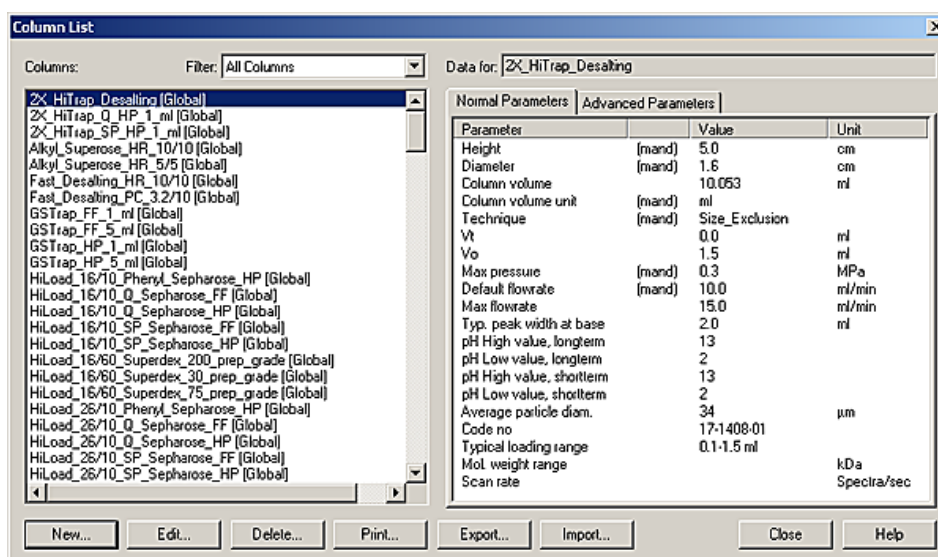 Column List
Columns: Filter: All Columns
2X_HiTrap_Desalting (Global)
2X_HiTrap_Q_HP_1_ml (Global)
2X_HiTrap_SP_HP_1_ml (Global)
Alkyl_Superose_HR_10/10 (Global)
Alkyl_Superose_HR_5/5 (Global)
Fast_Desalting_HR_10/10 (Global)
Fast_Desalting_PC_3.2/10 (Global)
GSTrap_FF_1_ml (Global)
GSTrap_FF_5_ml (Global)
GSTrap_HP_1_ml (Global)
GSTrap_HP_5_ml (Global)
HiLoad_16/10_Phenyl_Sepharose_HP (Global)
HiLoad_16/10_Q_Sepharose_FF (Global)
HiLoad_16/10_Q_Sepharose_HP (Global)
HiLoad_16/10_SP_Sepharose_FF (Global)
HiLoad_16/10_SP_Sepharose_HP (Global)
HiLoad_16/60_Superdex_200_prep_grade (Global)
HiLoad_16/60_Superdex_30_prep_grade (Global)
HiLoad_16/60_Superdex_75_prep_grade (Global)
HiLoad_26/10_Phenyl_Sepharose_HP (Global)
HiLoad_26/10_Q_Sepharose_FF (Global)
HiLoad_26/10_Q_Sepharose_HP (Global)
HiLoad_26/10_SP_Sepharose_FF (Global)
HiLoad_26/10_SP_Sepharose_HP (Global)
Data for: 2X_HiTrap_Desalting
Normal Parameters Advanced Parameters
Parameter Value Unit
Height (mand) 5.0 cm
Diameter (mand) 1.6 cm
Column volume 10.053 ml
Column volume unit (mand) ml
Technique (mand) Size_Exclusion
Vt 0.0 ml
Vo 1.5 ml
Max pressure (mand) 0.3 MPa
Default flowrate (mand) 10.0 ml/min
Max flowrate 15.0 ml/min
Typ. peak width at base 2.0 ml
pH High value, longterm 13
pH Low value, longterm 2
pH High value, shortterm 13
pH Low value, shortterm 2
Average particle diam. 34 µm
Code no 17-1408-01
Typical loading range 0.1-1.5 ml
Mol. weight range kDa
Scan rate Spectra/sec
New... Edit... Delete... Print... Export... Import... Close Help